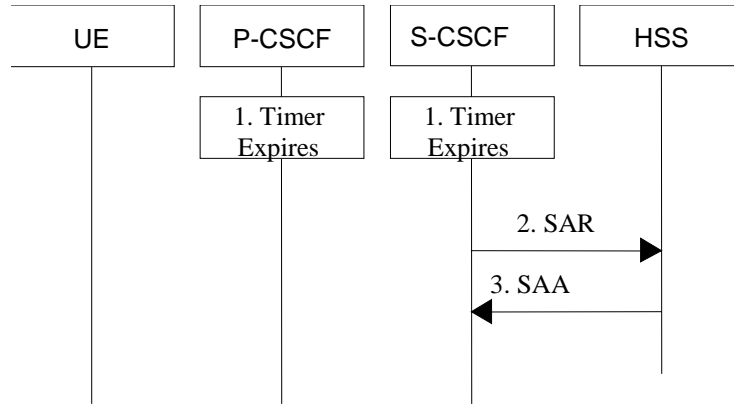 UE
P-CSCF
S-CSCF
HSS
1. Timer
Expires
1. Timer
Expires
2. SAR
3. SAA